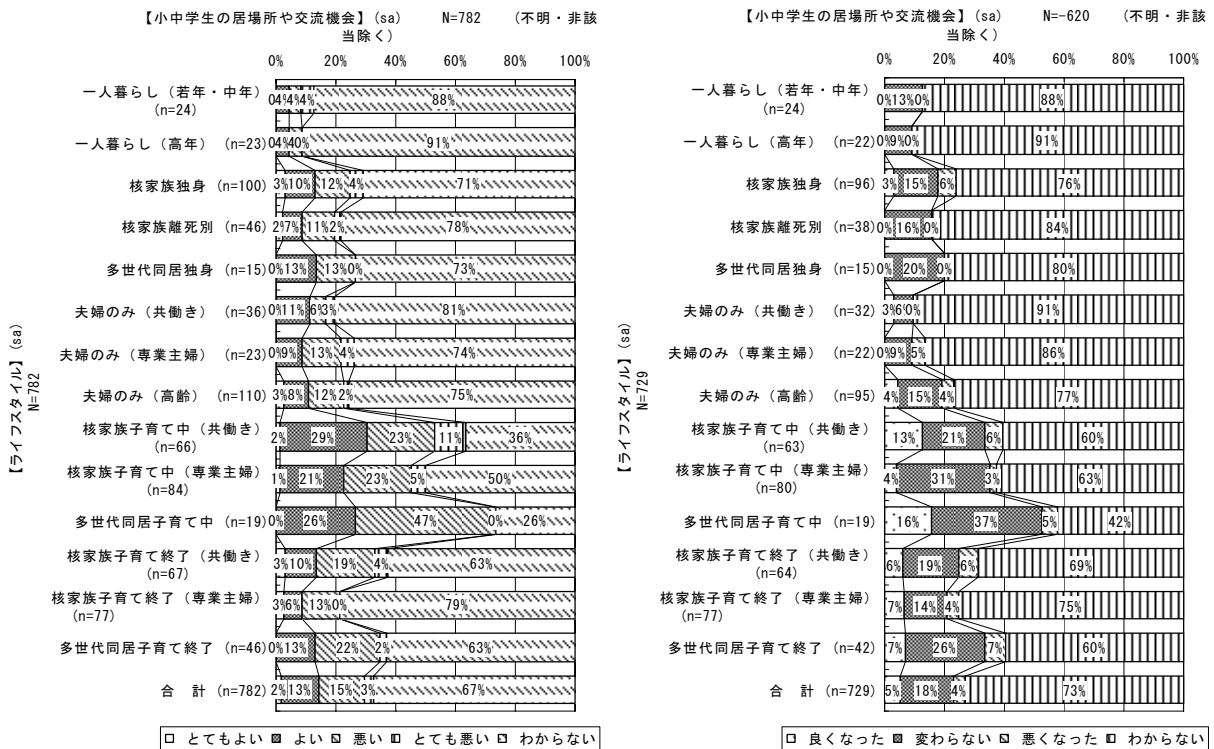 【小中学生の居場所や交流機会】(sa) N=782 (不明・非該
当除く)
0% 20% 40% 60% 80% 100%
【ライフスタイル】(sa)
N=782
一人暮らし(若年・中年)
(n=24)
0% 4% 4% 4% 88%
一人暮らし(高年) (n=23)
0% 4% 4% 0% 91%
核家族独身 (n=100)
3% 10% 12% 4% 71%
核家族離死別 (n=46)
2% 7% 11% 2% 78%
多世代同居独身 (n=15)
0% 13% 13% 0% 73%
夫婦のみ(共働き) (n=36)
0% 11% 6% 3% 81%
夫婦のみ(専業主婦) (n=23)
0% 9% 13% 4% 74%
夫婦のみ(高齢) (n=110)
3% 8% 12% 2% 75%
核家族子育て中(共働き)
(n=66)
2% 29% 23% 11% 36%
核家族子育て中(専業主婦)
(n=84)
1% 21% 23% 5% 50%
多世代同居子育て中 (n=19)
0% 26% 47% 0% 26%
核家族子育て終了(共働き)
(n=67)
3% 10% 19% 4% 63%
核家族子育て終了(専業主婦)
(n=77)
3% 6% 13% 0% 79%
多世代同居子育て終了 (n=46)
0% 13% 22% 2% 63%
合 計 (n=782)
2% 13% 15% 3% 67%
とてもよい よい 悪い とても悪い わからない
【小中学生の居場所や交流機会】(sa) N=-620 (不明・非該
当除く)
0% 20% 40% 60% 80% 100%
【ライフスタイル】(sa)
N=729
一人暮らし(若年・中年)
(n=24)
0% 13% 0% 88%
一人暮らし(高年) (n=22)
0% 9% 0% 91%
核家族独身 (n=96)
3% 15% 6% 76%
核家族離死別 (n=38)
0% 16% 0% 84%
多世代同居独身 (n=15)
0% 20% 0% 80%
夫婦のみ(共働き) (n=32)
3% 6% 0% 91%
夫婦のみ(専業主婦) (n=22)
0% 9% 5% 86%
夫婦のみ(高齢) (n=95)
4% 15% 4% 77%
核家族子育て中(共働き)
(n=63)
13% 21% 6% 60%
核家族子育て中(専業主婦)
(n=80)
4% 31% 3% 63%
多世代同居子育て中 (n=19)
16% 37% 5% 42%
核家族子育て終了(共働き)
(n=64)
6% 19% 6% 69%
核家族子育て終了(専業主婦)
(n=77)
7% 14% 4% 75%
多世代同居子育て終了 (n=42)
7% 26% 7% 60%
合 計 (n=729)
5% 18% 4% 73%
良くなった 変わらない 悪くなった わからない